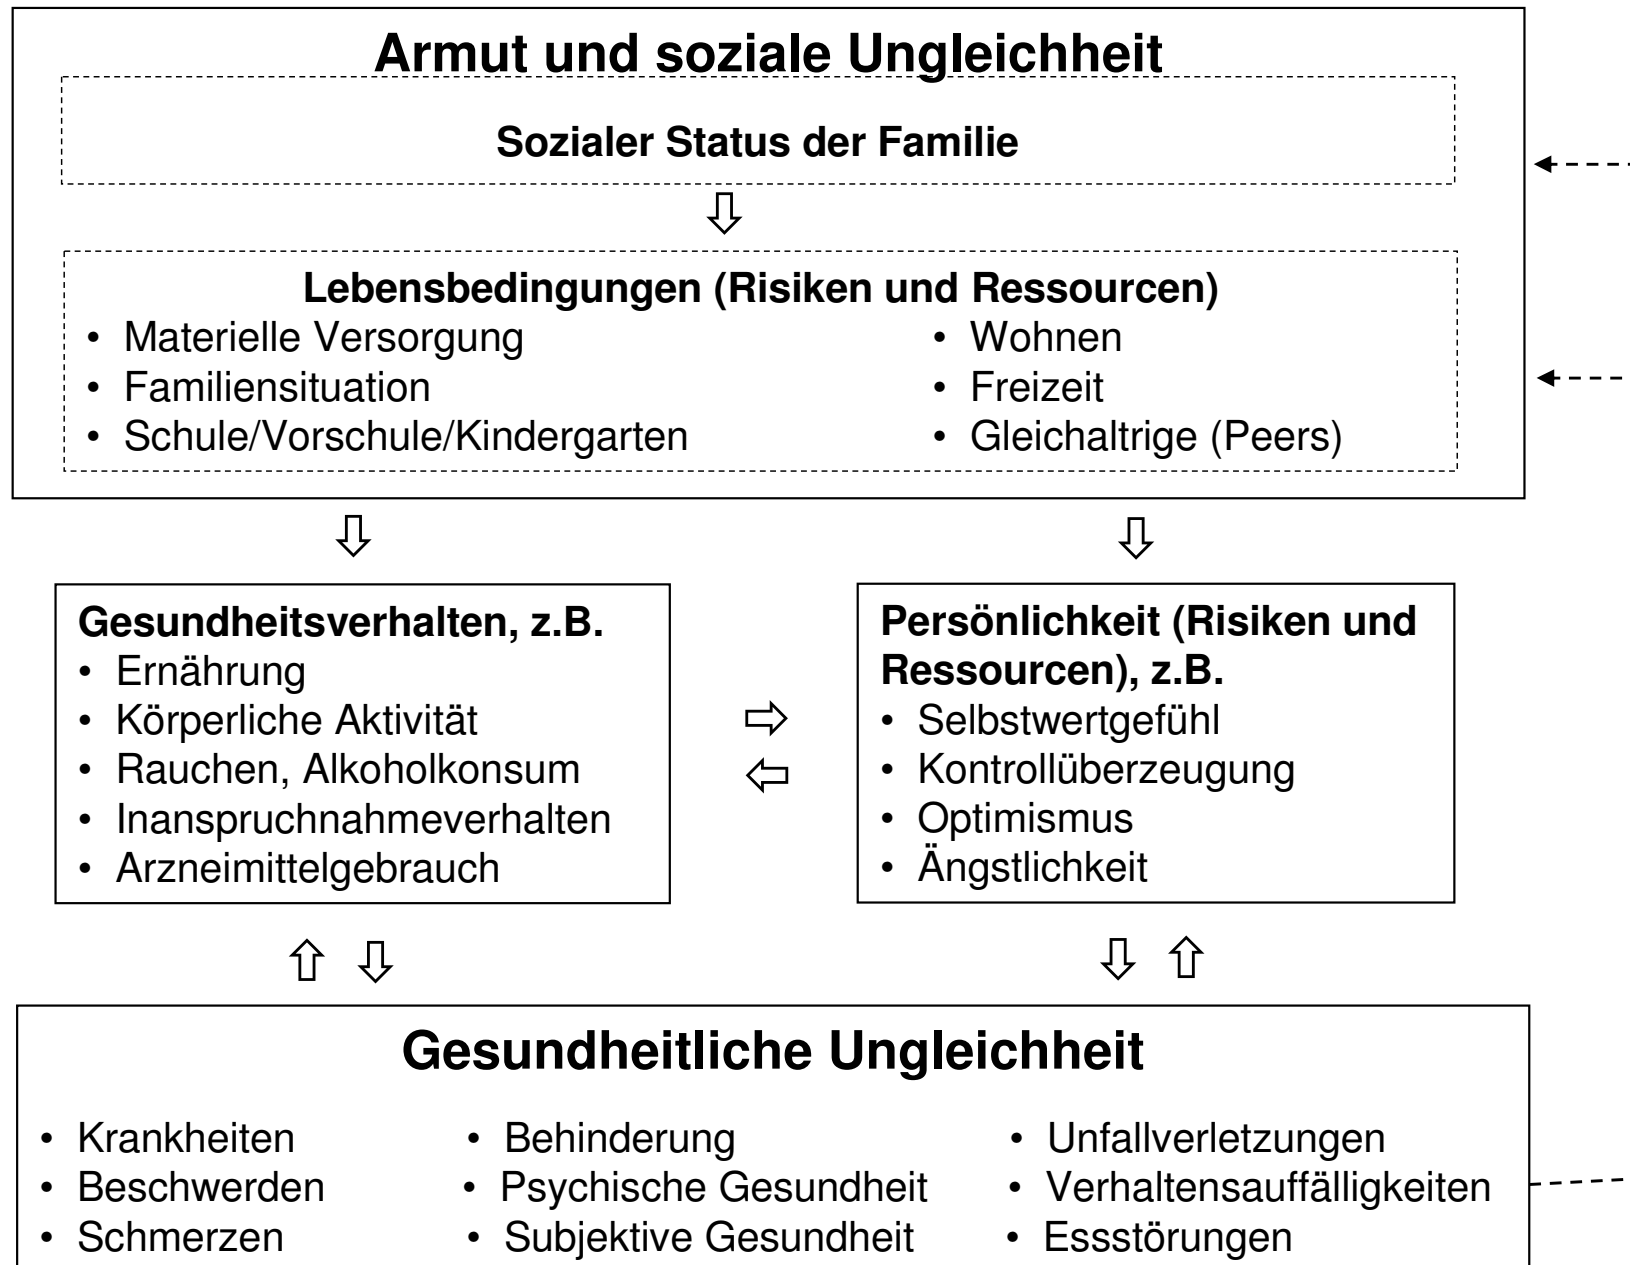 Armut und soziale Ungleichheit
Sozialer Status der Familie
Lebensbedingungen (Risiken und Ressourcen)
• Materielle Versorgung
• Familiensituation
• Schule/Vorschule/Kindergarten
• Wohnen
• Freizeit
• Gleichaltrige (Peers)
Gesundheitsverhalten, z.B.
• Ernährung
• Körperliche Aktivität
• Rauchen, Alkoholkonsum
• Inanspruchnahmeverhalten
• Arzneimittelgebrauch
Persönlichkeit (Risiken und
Ressourcen), z.B.
• Selbstwertgefühl
• Kontrollüberzeugung
• Optimismus
• Ängstlichkeit
Gesundheitliche Ungleichheit
• Krankheiten
• Beschwerden
• Schmerzen
• Behinderung
• Psychische Gesundheit
• Subjektive Gesundheit
• Unfallverletzungen
• Verhaltensauffälligkeiten
• Essstörungen